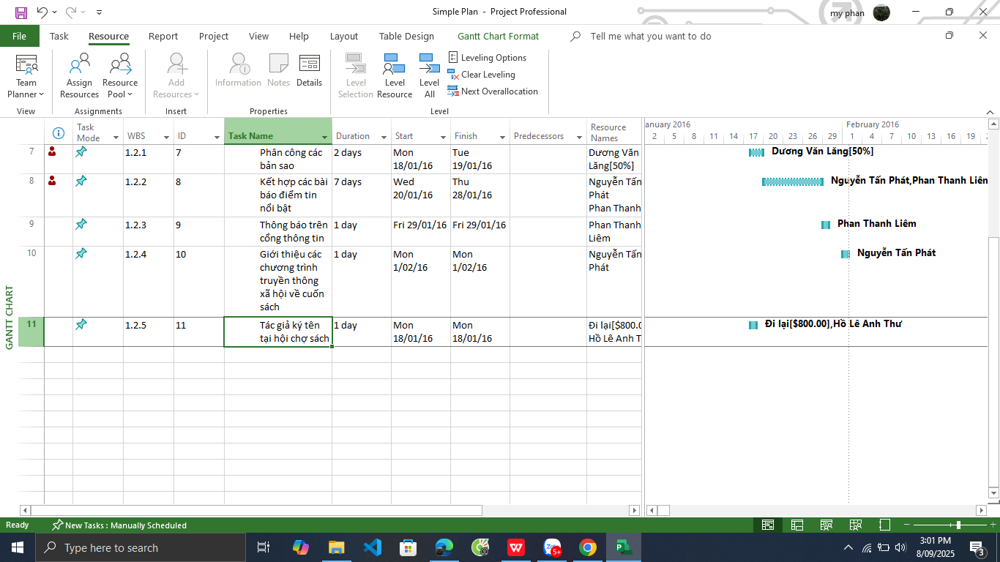 Simple Plan - Project Professional
my phan
File Task Resource Report Project View Help Layout Table Design Gantt Chart Format Tell me what you want to do
Team Planner
Assign Resources
Resource Pool
Add Resources
Information
Notes
Details
Level Selection
Level Resource
Level All
Leveling Options
Clear Leveling
Next Overallocation
View Assignments Insert Properties Level
Task Mode WBS ID Task Name Duration Start Finish Predecessors Resource Names
anuary 2016 February 2016
2 5 8 11 14 17 20 23 26 29 1 4 7 10 13 16 19 2
7 1.2.1 7 Phân công các 2 days Mon Tue Dương Văn Dương Văn Lăng[50%]
bản sao 18/01/16 19/01/16 Lăng[50%]
8 1.2.2 8 Kết hợp các bài 7 days Wed Thu Nguyễn Tấn Nguyễn Tấn Phát,Phan Thanh Liêm
báo điểm tin 20/01/16 28/01/16 Phát
nổi bật Phan Thanh
9 1.2.3 9 Thông báo trên 1 day Fri 29/01/16 Fri 29/01/16 Phan Thanh Phan Thanh Liêm
cổng thông tin Liêm
10 1.2.4 10 Giới thiệu các 1 day Mon Mon Nguyễn Tấn Nguyễn Tấn Phát
chương trình 1/02/16 1/02/16 Phát
truyền thông
xã hội về cuốn
sách
11 1.2.5 11 Tác giả ký tên 1 day Mon Mon Đi lại[$800.0 Đi lại[$800.00],Hồ Lê Anh Thư
tại hội chợ sách 18/01/16 18/01/16 Hồ Lê Anh T
GANTT CHART
Ready New Tasks : Manually Scheduled
Type here to search
Zalo
5+
3:01 PM
8/09/2025
3